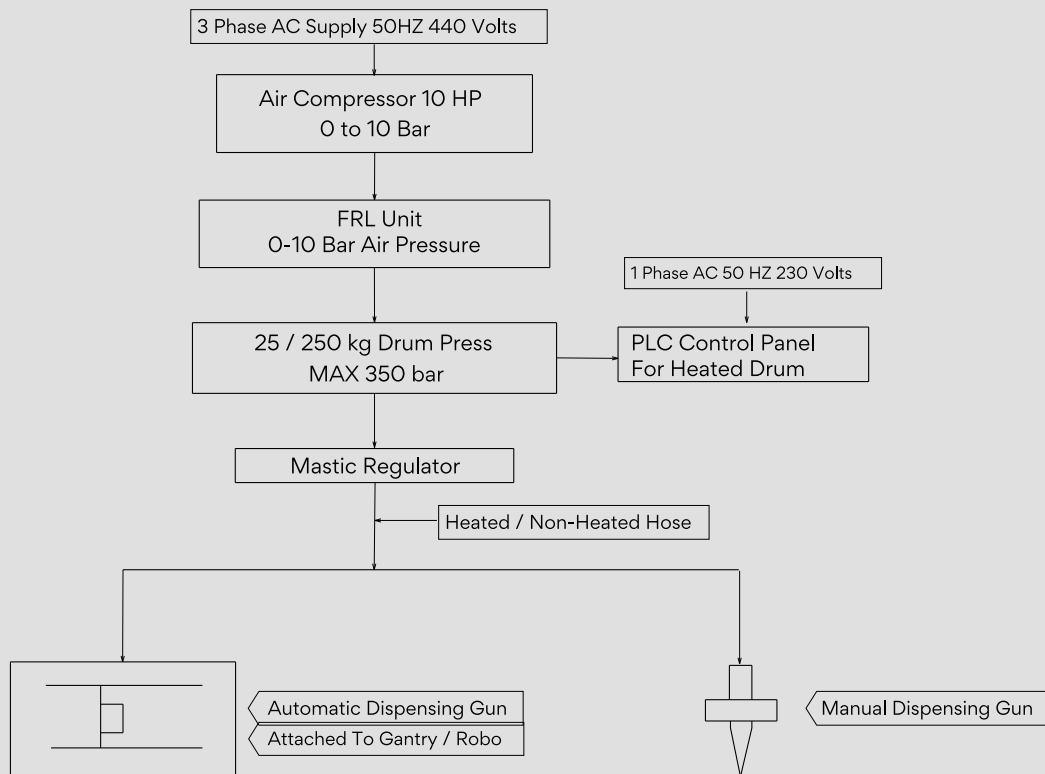 3 Phase AC Supply 50HZ 440 Volts
Air Compressor 10 HP
0 to 10 Bar
FRL Unit
0-10 Bar Air Pressure
1 Phase AC 50 HZ 230 Volts
25 / 250 kg Drum Press
MAX 350 bar
PLC Control Panel
For Heated Drum
Mastic Regulator
Heated / Non-Heated Hose
Automatic Dispensing Gun
Attached To Gantry / Robo
Manual Dispensing Gun